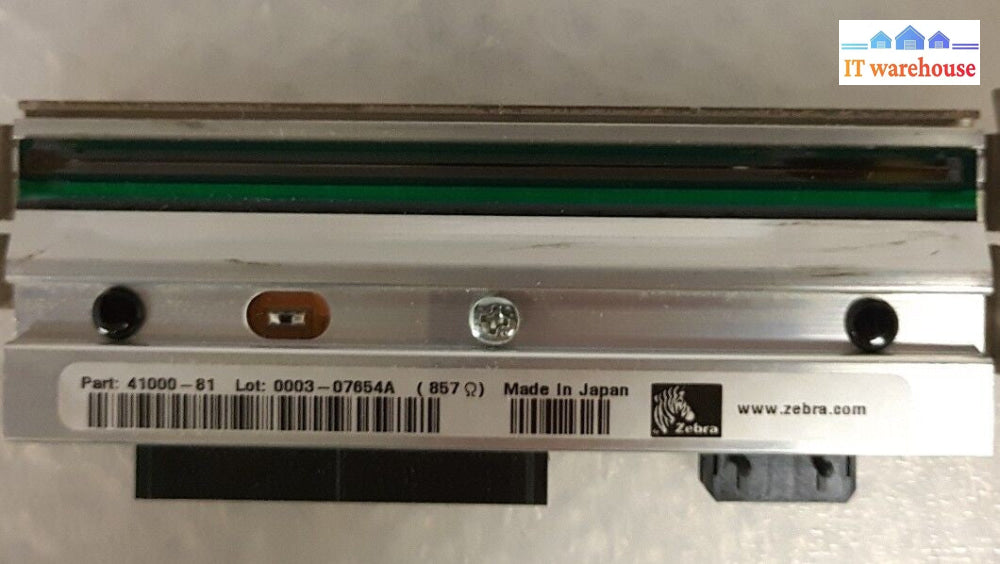 IT warehouse
Part: 41000-81 Lot: 0003-07654A (857 Ω) Made In Japan
Zebra
www.zebra.com